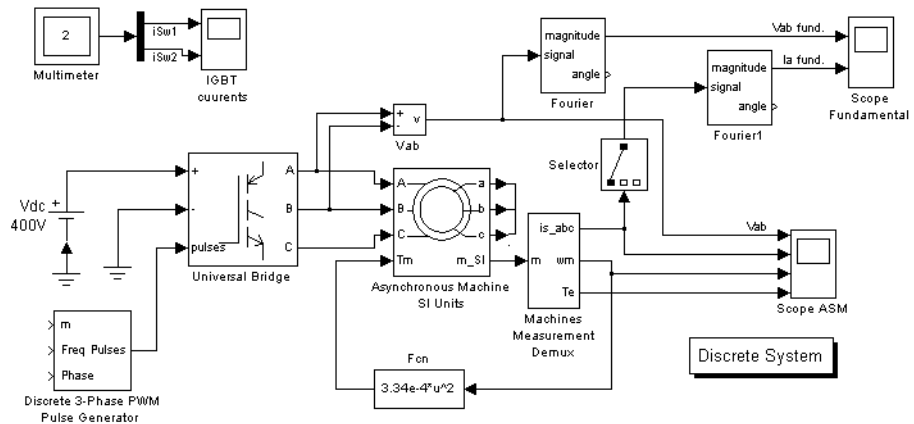 2
Multimeter
iSw1
iSw2
IGBT
cuurents
magnitude
signal
angle
Fourier
Vab fund.
magnitude
signal
angle
Fourier1
Ia fund.
Scope
Fundamental
+
-
v
Vab
Selector
Vdc
400V
+
+
-
pulses
A
B
C
Universal Bridge
A
B
C
Tm
a
b
c
m_SI
Asynchronous Machine
SI Units
m
is_abc
wm
Te
Machines
Measurement
Demux
Vab
Scope ASM
m
Freq Pulses
Phase
Discrete 3-Phase PWM
Pulse Generator
Fcn
3.34e-4*u^2
Discrete System